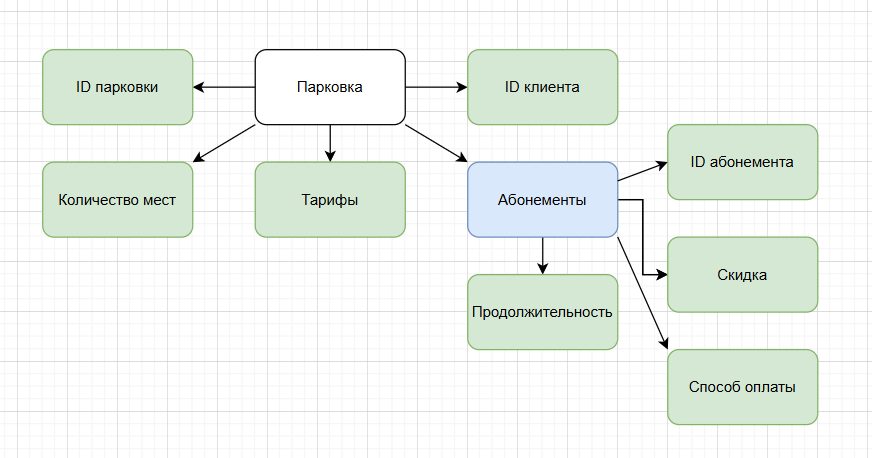 ID парковки
Парковка
ID клиента
ID абонемента
Количество мест
Тарифы
Абонементы
Скидка
Продолжительность
Способ оплаты